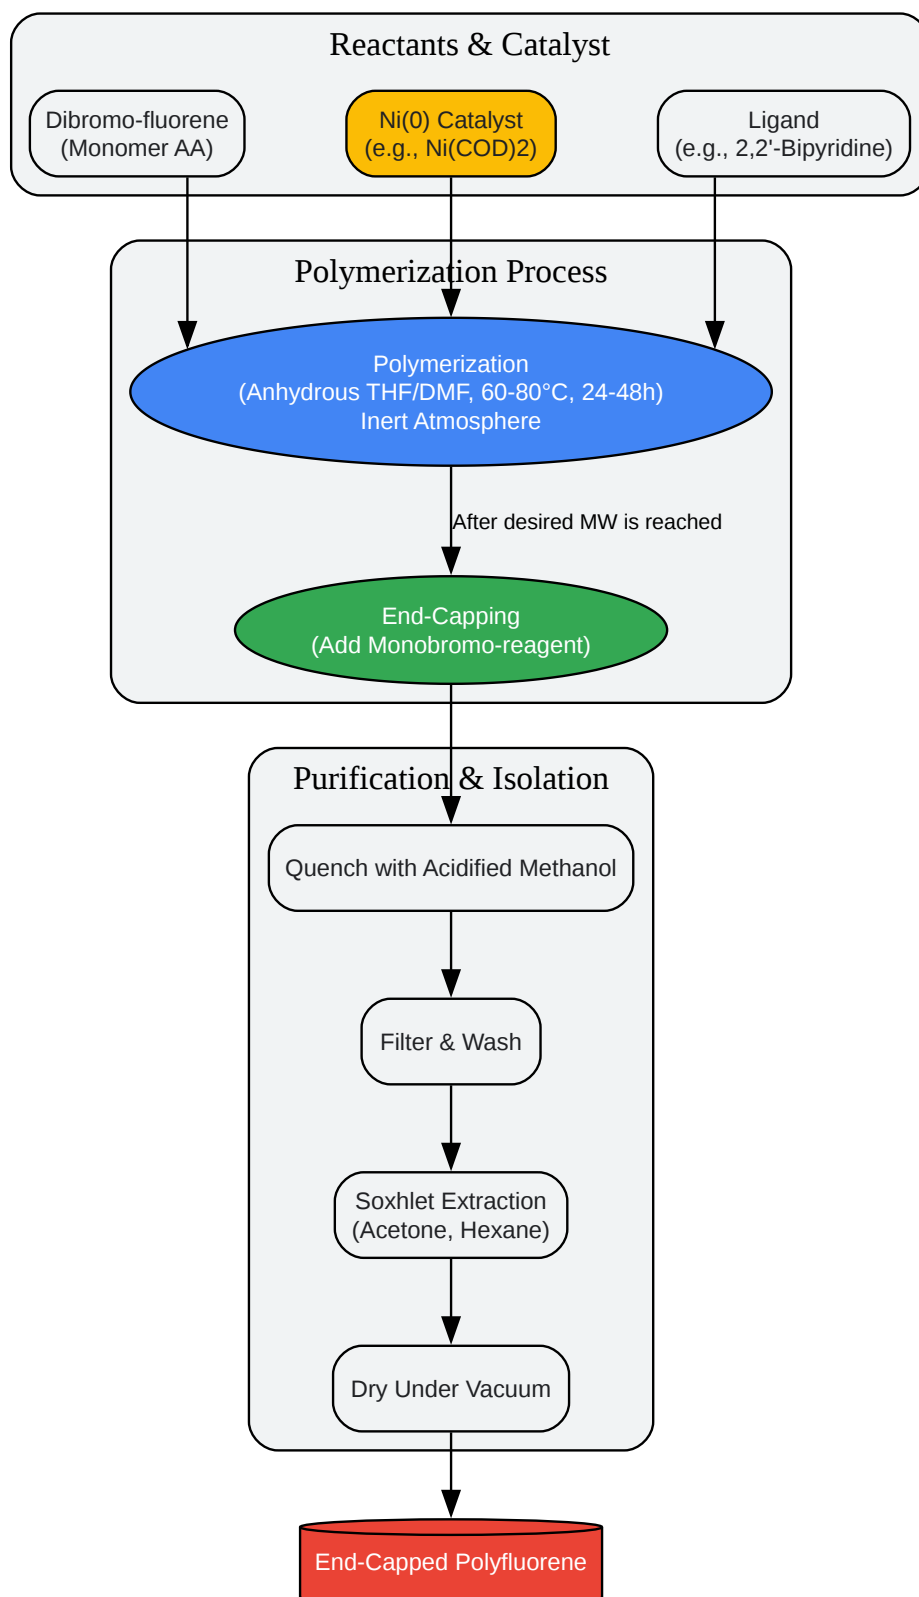 Reactants & Catalyst
Dibromo-fluorene
(Monomer AA)
Ni(0) Catalyst
(e.g., Ni(COD)2)
Ligand
(e.g., 2,2'-Bipyridine)
Polymerization Process
Polymerization
(Anhydrous THF/DMF, 60-80°C, 24-48h)
Inert Atmosphere
After desired MW is reached
End-Capping
(Add Monobromo-reagent)
Purification & Isolation
Quench with Acidified Methanol
Filter & Wash
Soxhlet Extraction
(Acetone, Hexane)
Dry Under Vacuum
End-Capped Polyfluorene